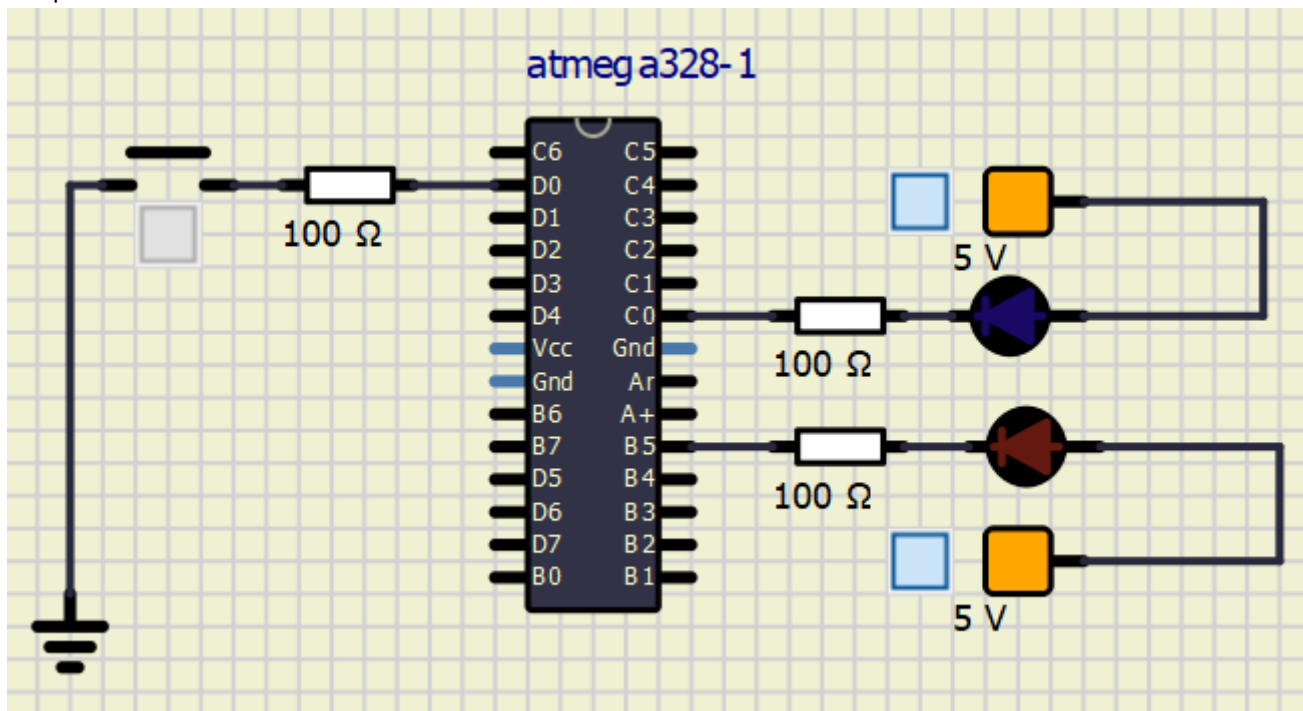 atmega328-1
C6 C5
D0 C4
D1 C3
D2 C2
D3 C1
D4 C0
Vcc Gnd
Gnd Ar
B6 A+
B7 B5
D5 B4
D6 B3
D7 B2
B0 B1
100 Ω
5 V
100 Ω
100 Ω
5 V